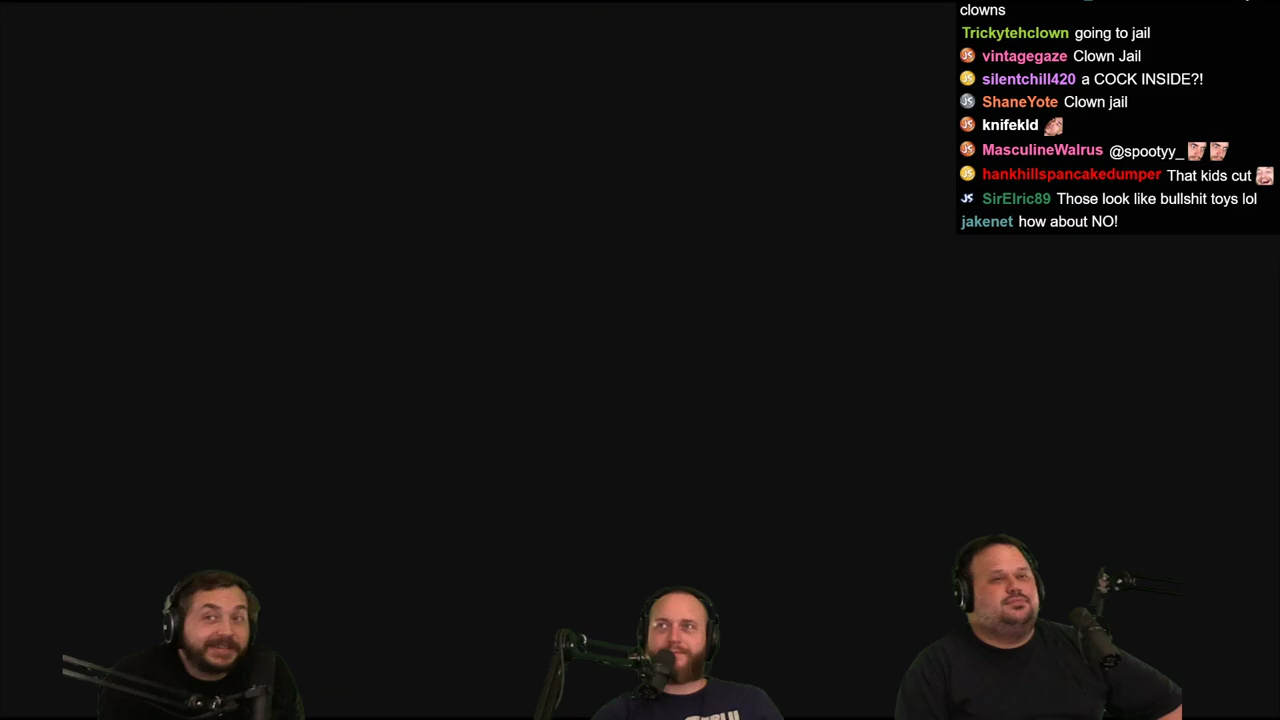 clowns
Trickytehclown going to jail
vintagegaze Clown Jail
silentchill420 a COCK INSIDE?!
ShaneYote Clown jail
knifekld
MasculineWalrus @spootyy_
hankhillspancakedumper That kids cut
SirElric89 Those look like bullshit toys lol
jakenet how about NO!